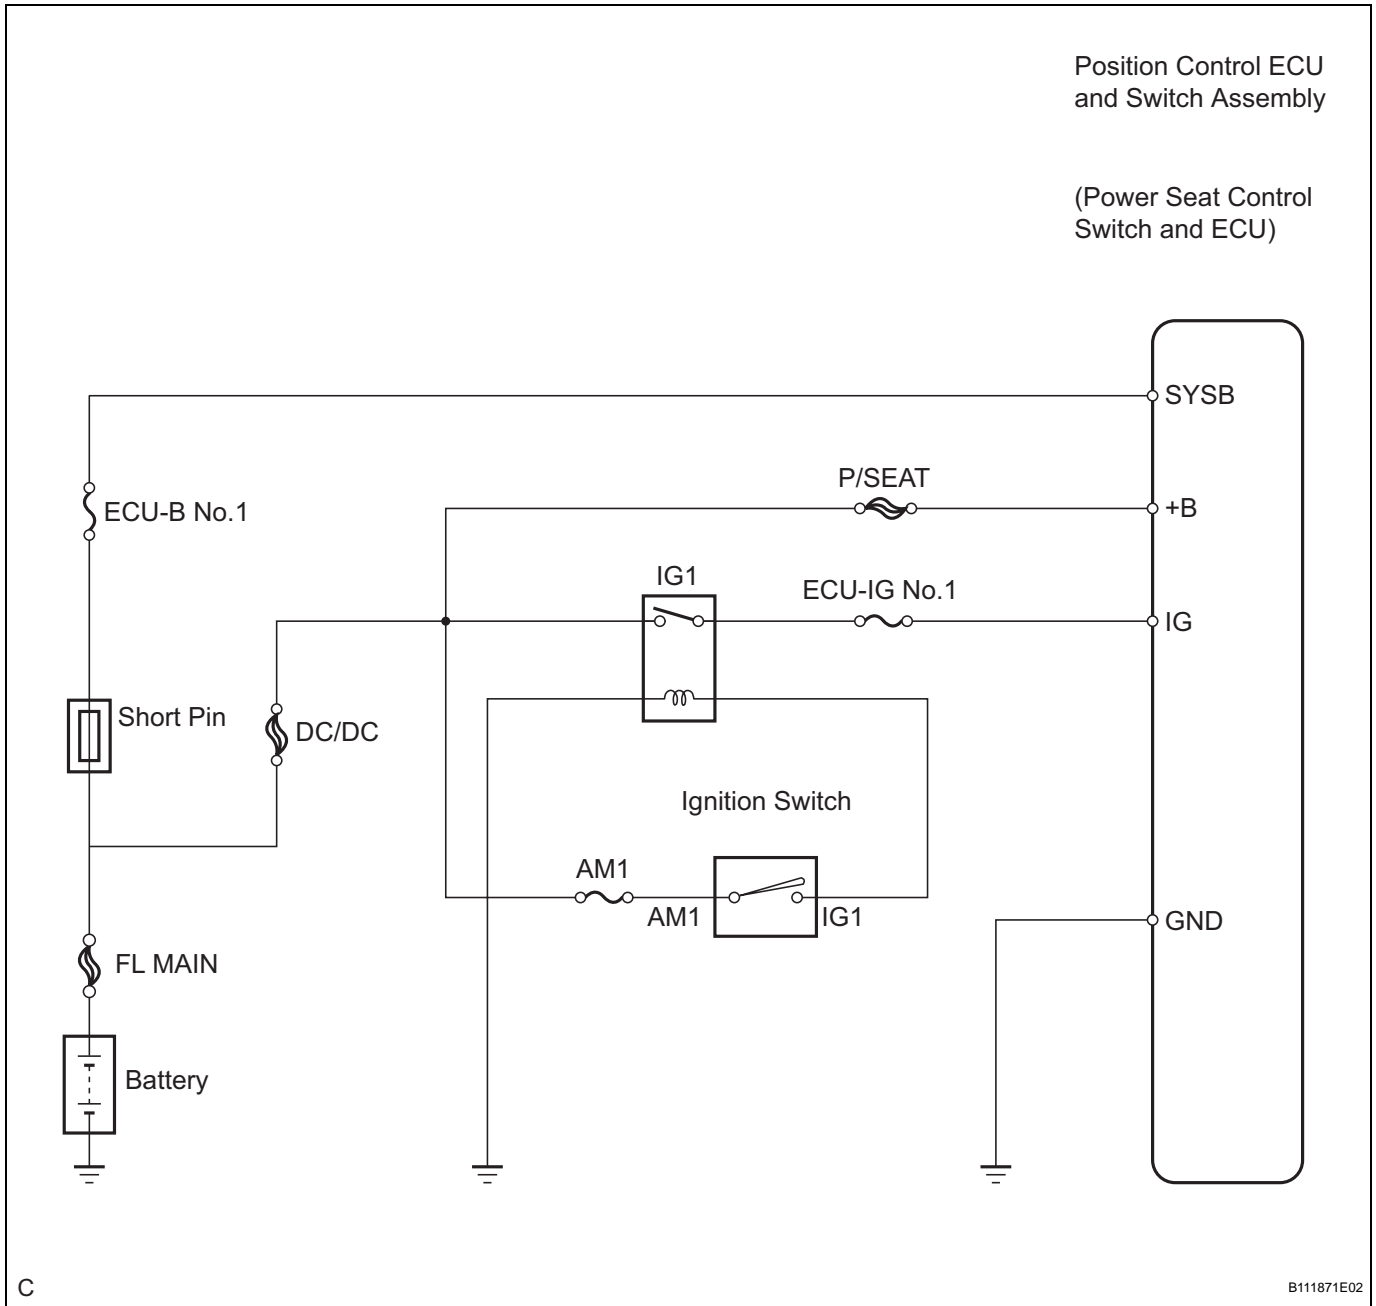 Position Control ECU
and Switch Assembly
(Power Seat Control
Switch and ECU)
SYSB
P/SEAT
ECU-B No.1
+B
IG1
ECU-IG No.1
IG
Short Pin
DC/DC
Ignition Switch
AM1
AM1
IG1
GND
FL MAIN
Battery
C
B111871E02